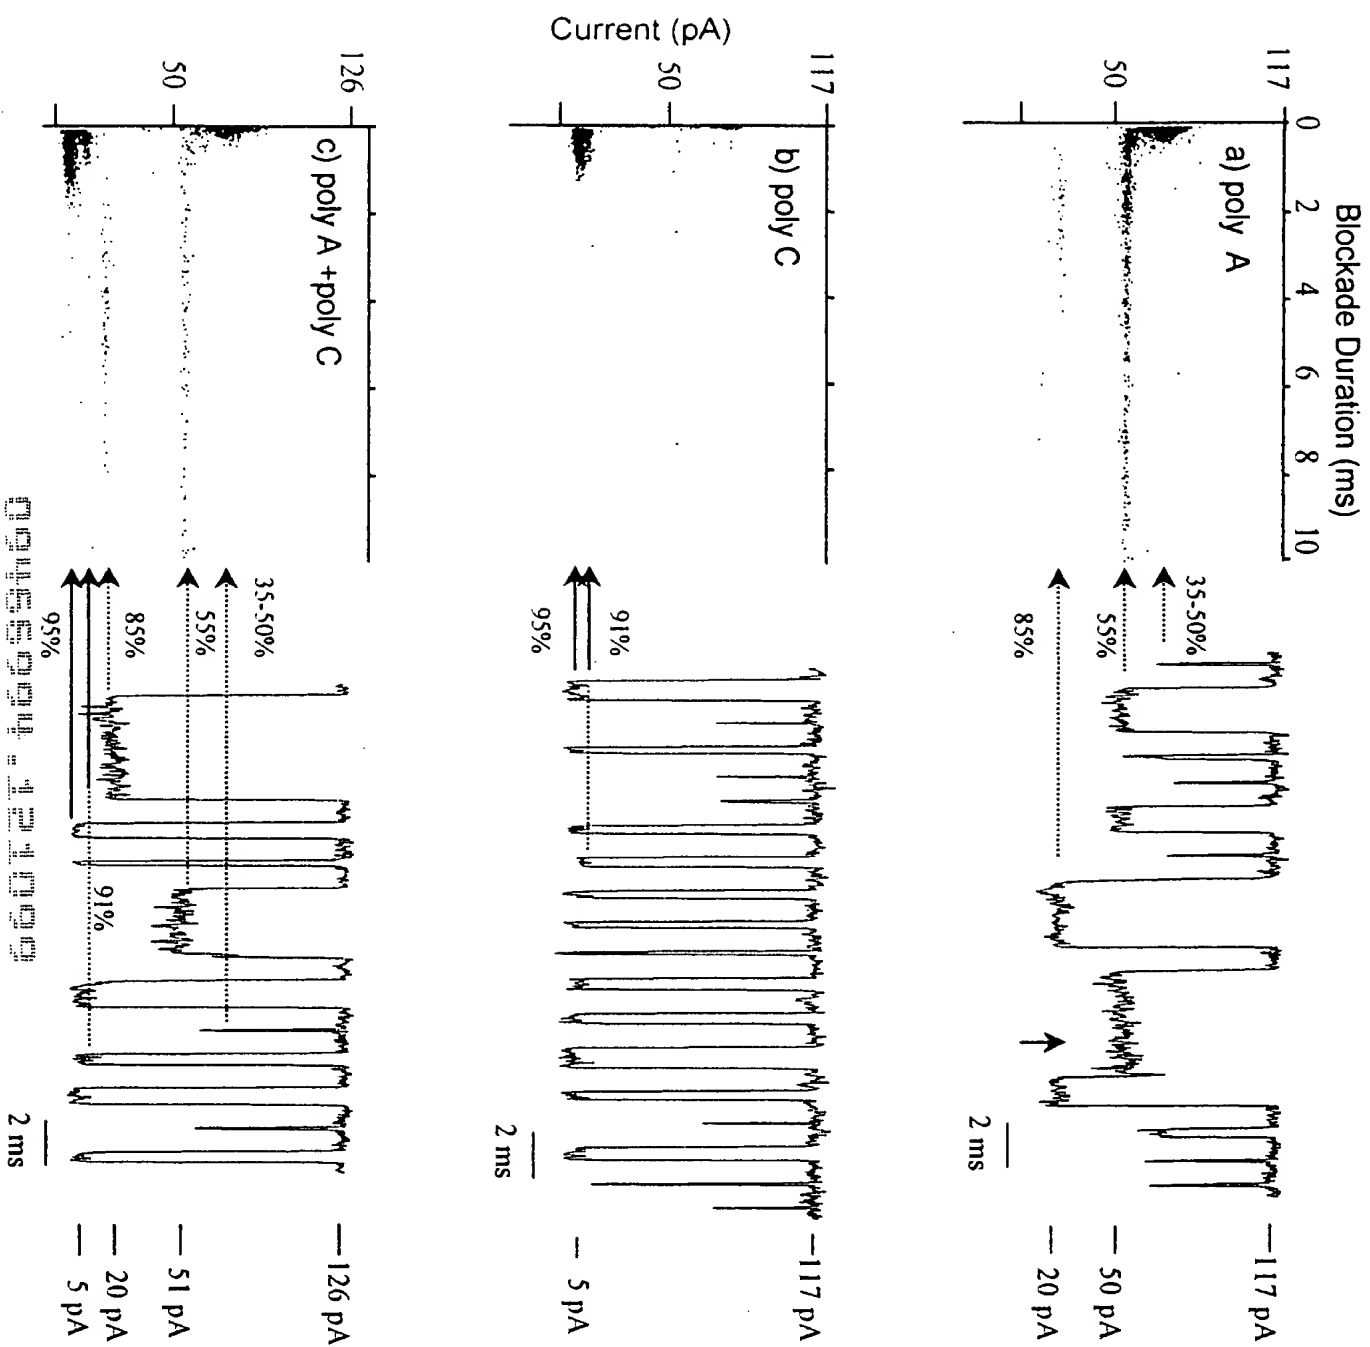 Blockade Duration (ms)
0 2 4 6 8 10
117
50
a) poly A
35-50%
55%
85%
2 ms
117 pA
50 pA
20 pA
Current (pA)
117
50
b) poly C
91%
95%
2 ms
117 pA
5 pA
126
50
c) poly A +poly C
35-50%
55%
85%
95%
91%
2 ms
126 pA
51 pA
20 pA
5 pA
09455994.121099